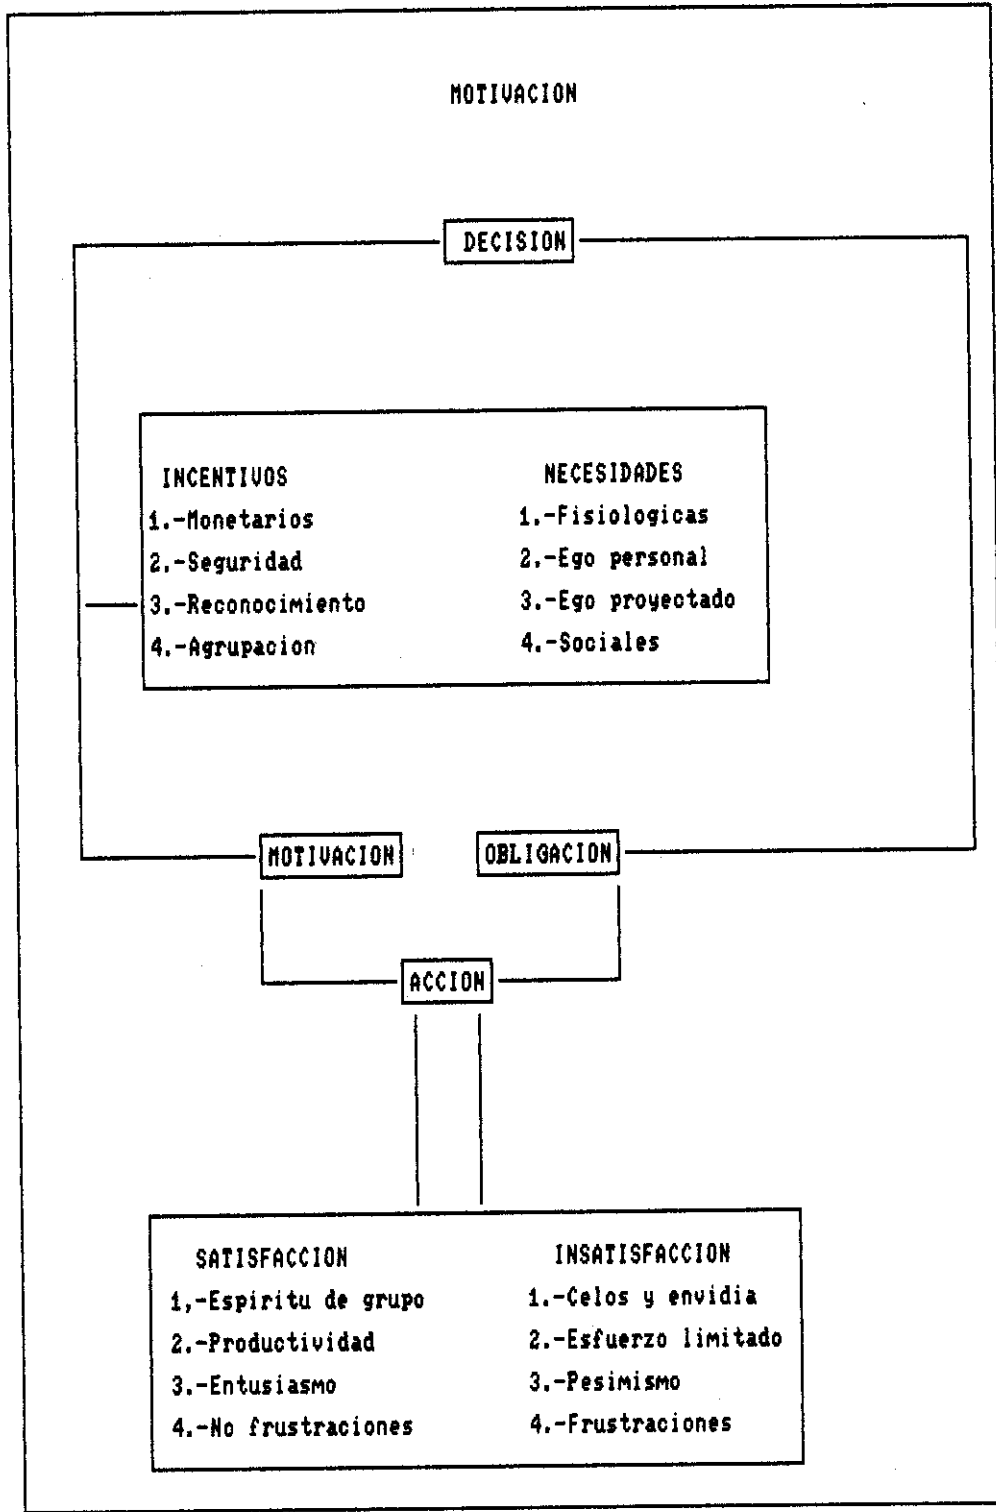 MOTIVACION
DECISION
INCENTIVOS
1.-Monetarios
2.-Seguridad
3.-Reconocimiento
4.-Agrupacion
NECESIDADES
1.-Fisiologicas
2.-Ego personal
3.-Ego proyectado
4.-Sociales
MOTIVACION
OBLIGACION
ACCION
SATISFACCION
1,-Espiritu de grupo
2.-Productividad
3.-Entusiasmo
4.-No frustraciones
INSATISFACCION
1.-Celos y envidia
2.-Esfuerzo limitado
3.-Pesimismo
4.-Frustraciones